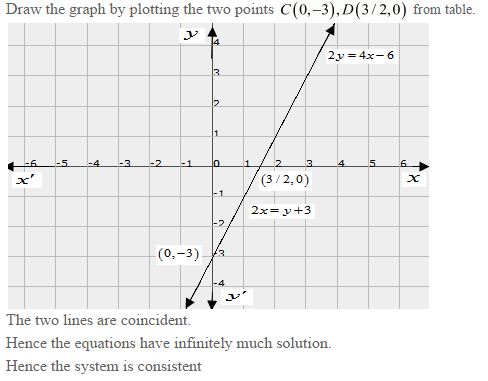 Draw the graph by plotting the two points C(0,−3), D(3/2,0) from table.
y
4
2y = 4x − 6
3
2
1
-6 -5 -4 -3 -2 -1 0 1 2 3 4 5 6
x' (3/2,0) x
-1
2x = y + 3
-2
(0,−3) -3
-4
y'
The two lines are coincident.
Hence the equations have infinitely much solution.
Hence the system is consistent